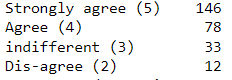 Strongly agree (5) 146
Agree (4) 78
indifferent (3) 33
Dis-agree (2) 12